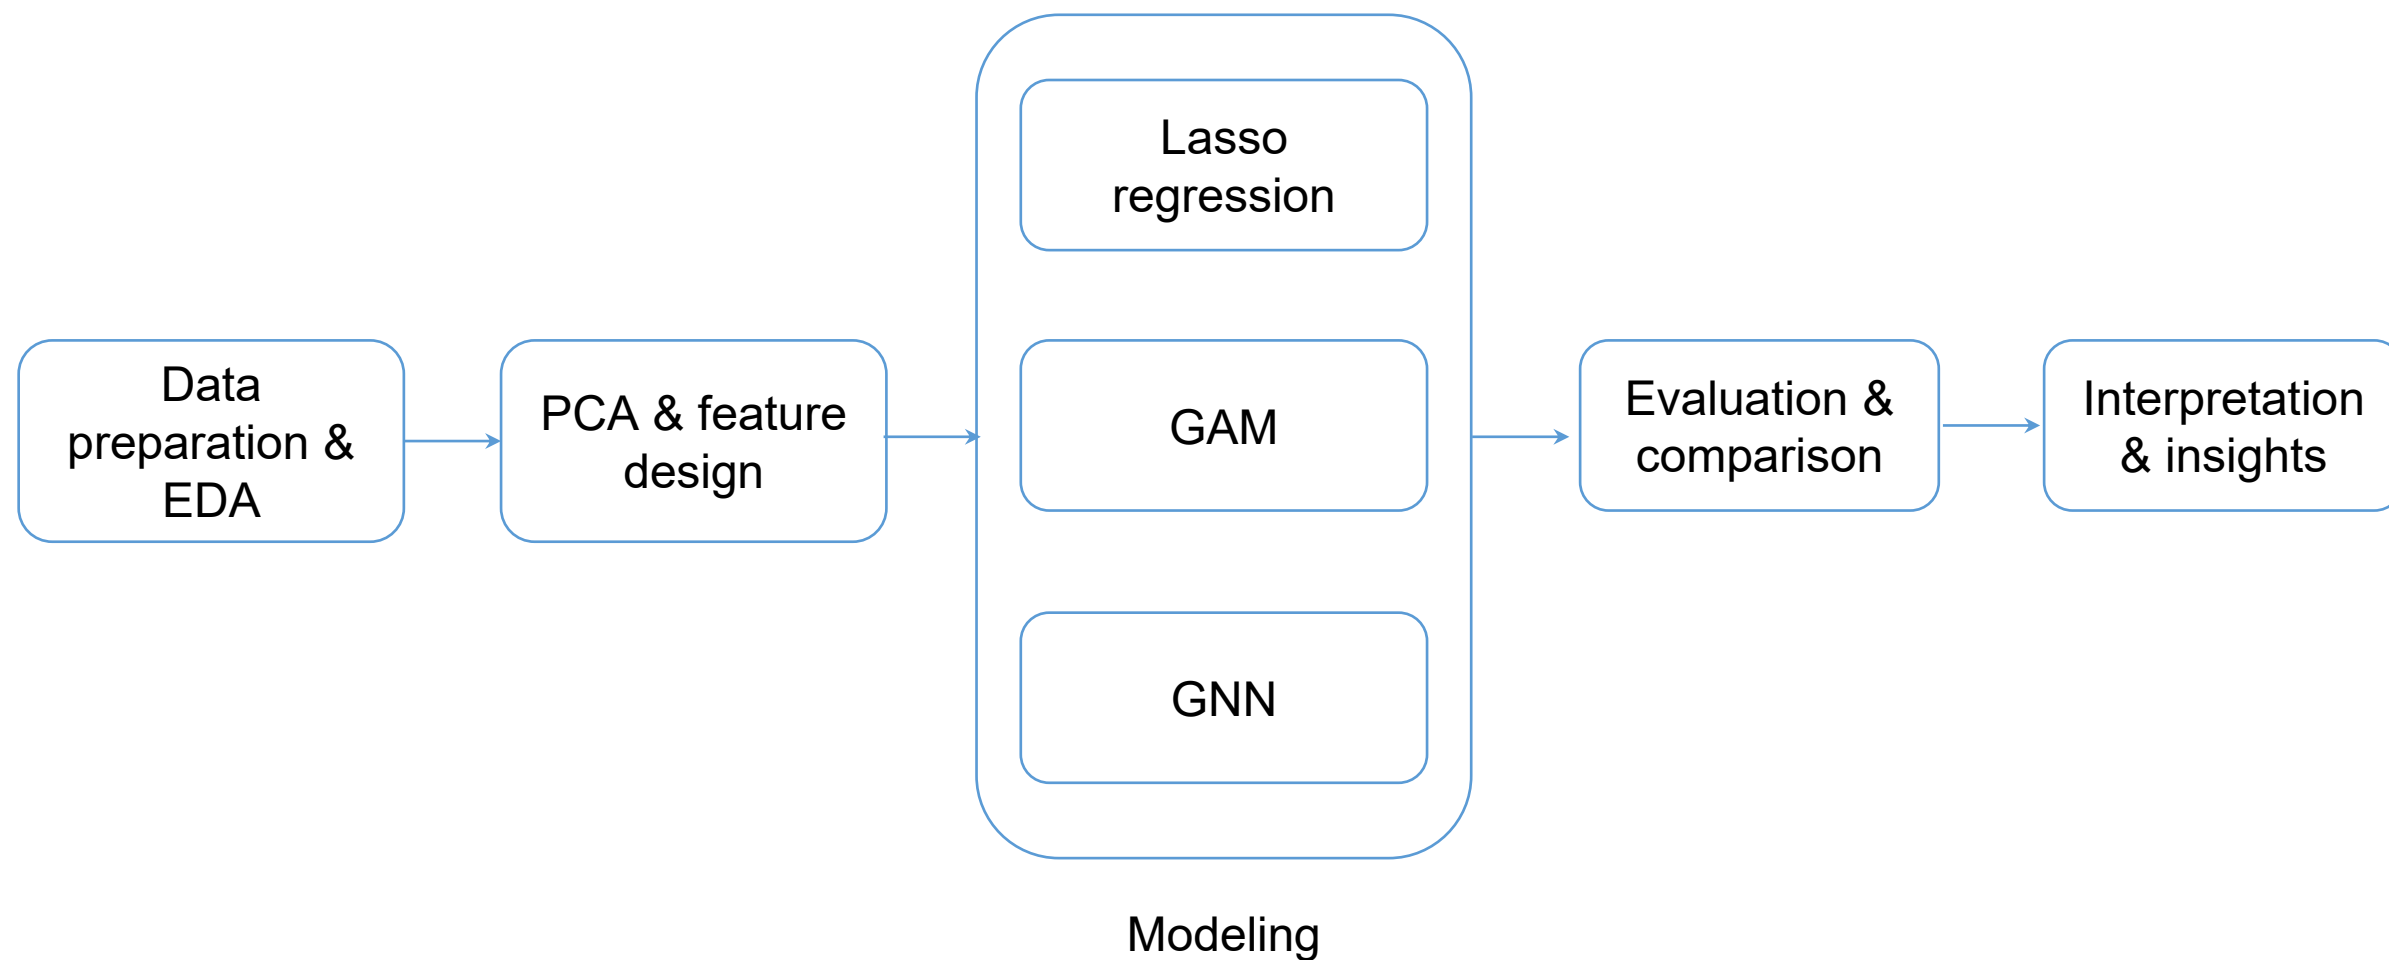 Data
preparation &
EDA
PCA & feature
design
Lasso
regression
GAM
GNN
Modeling
Evaluation &
comparison
Interpretation
& insights